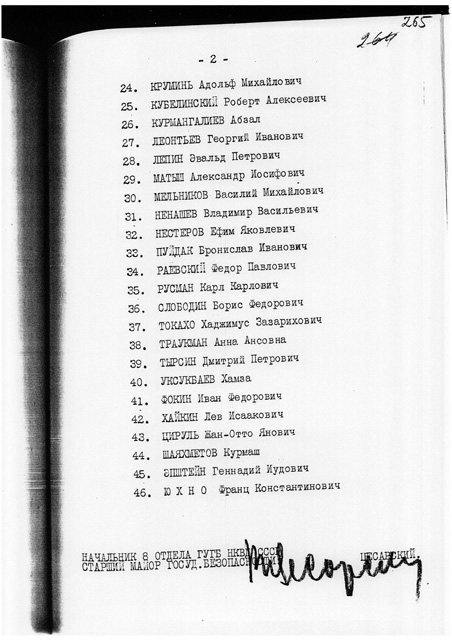 265
264
- 2 -
24. КРУМИНЬ Адольф Михайлович
25. КУБЕЛИНСКИЙ Роберт Алексеевич
26. КУРМАНГАЛИЕВ Абзал
27. ЛЕОНТЬЕВ Георгий Иванович
28. ЛЕПИН Эвальд Петрович
29. МАТЫШ Александр Иосифович
30. МЕЛЬНИКОВ Василий Михайлович
31. НЕНАШЕВ Владимир Васильевич
32. НЕСТЕРОВ Ефим Яковлевич
33. ПУЙДАК Бронислав Иванович
34. РАЕВСКИЙ Федор Павлович
35. РУСМАН Карл Карлович
36. СЛОБОДИН Борис Федорович
37. ТОКАХО Хаджимус Зазарихович
38. ТРАУКМАН Анна Ансовна
39. ТЫРСИН Дмитрий Петрович
40. УКСУКБАЕВ Хамза
41. ФОКИН Иван Федорович
42. ХАЙКИН Лев Исаакович
43. ЦИРУЛЬ Жан-Отто Янович
44. ШАЯХМЕТОВ Курмаш
45. ЭПШТЕЙН Геннадий Иудович
46. Ю Х Н О Франц Константинович
НАЧАЛЬНИК 8 ОТДЕЛА ГУГБ НКВД СССР
СТАРШИЙ МАЙОР ГОСУД.БЕЗОПАСНОСТИ ЦЕСАРСКИЙ.